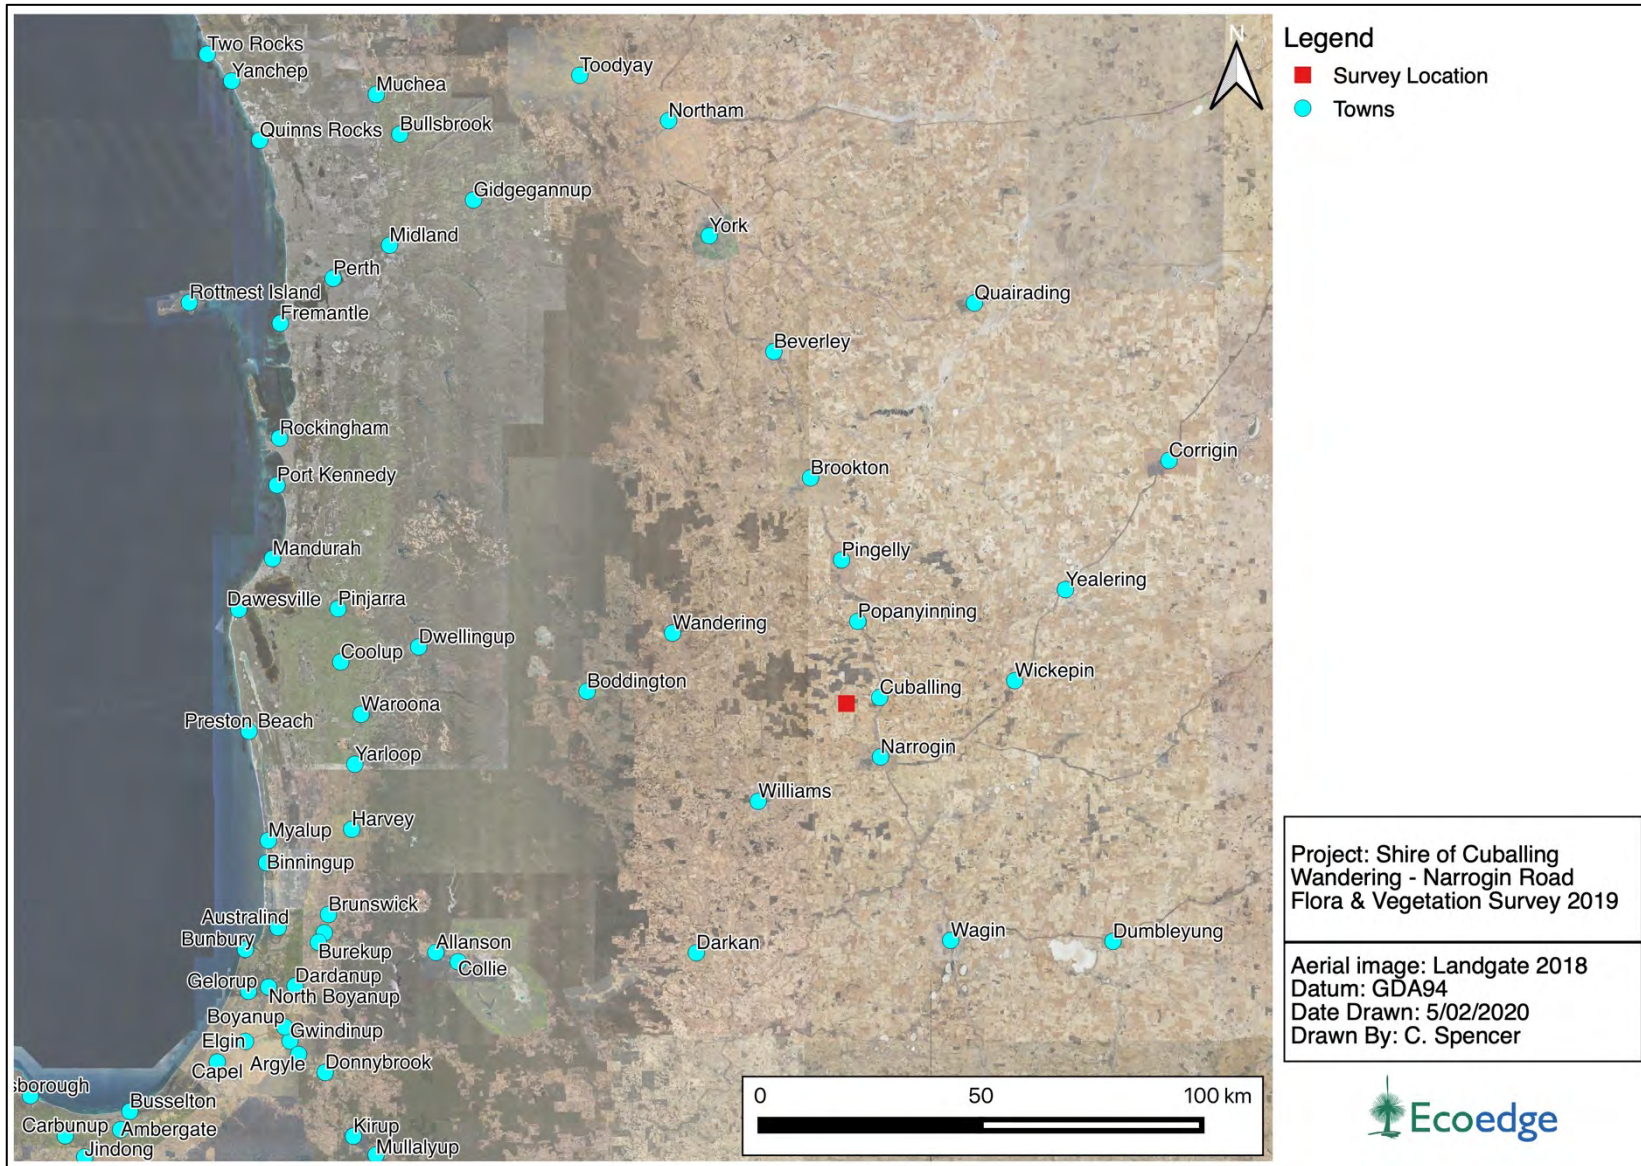 Two Rocks
Yanchep
Toodyay
N
Muchea
Northam
Quinns Rocks
Bullsbrook
Gidgegannup
York
Midland
Perth
Rottnest Island
Fremantle
Quairading
Beverley
Rockingham
Corrigin
Brookton
Port Kennedy
Mandurah
Pingelly
Yealering
Dawesville
Pinjarra
Popanyinning
Wandering
Dwellingup
Coolup
Wickepin
Boddington
Cuballing
Waroona
Preston Beach
Narrogin
Yarloop
Williams
Harvey
Myalup
Binningup
Brunswick
Australind
Bunbury
Burekup
Allanson
Collie
Darkan
Wagin
Dumbleyung
Gelorup
Dardanup
North Boyanup
Boyanup
Gwindinup
Elgin
Argyle
Capel
Donnybrook
sborough
Busselton
Carbunup
Ambergate
Jindong
Kirup
Mullalyup
0 50 100 km
Legend
Survey Location
Towns
Project: Shire of Cuballing
Wandering - Narrogin Road
Flora & Vegetation Survey 2019
Aerial image: Landgate 2018
Datum: GDA94
Date Drawn: 5/02/2020
Drawn By: C. Spencer
Ecoedge